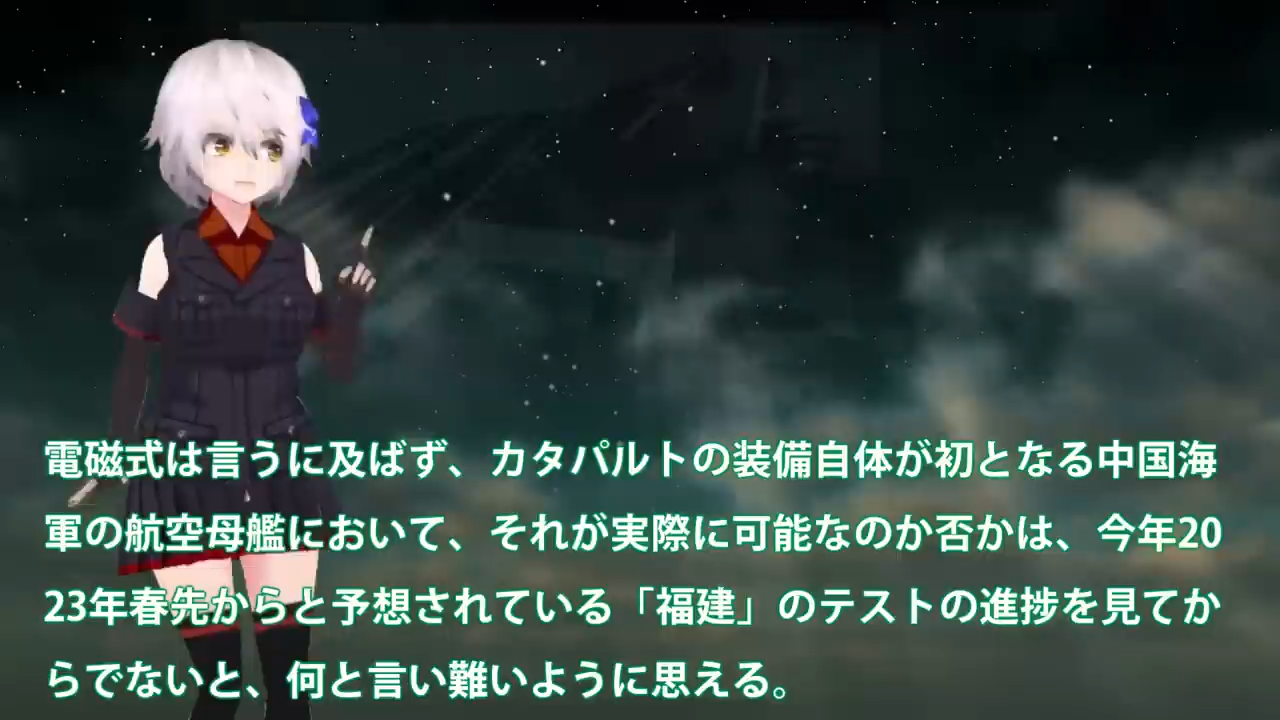 電磁式は言うに及ばず、カタパルトの装備自体が初となる中国海
軍の航空母艦において、それが実際に可能なのか否かは、今年20
23年春先からと予想されている「福建」のテストの進捗を見てか
らでないと、何と言い難いように思える。